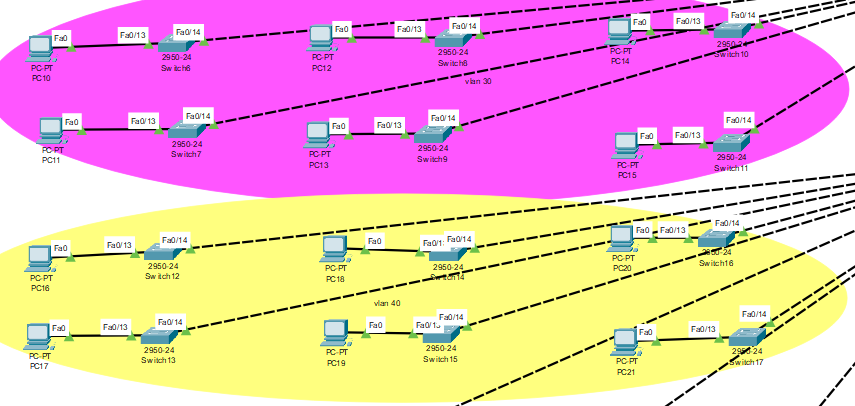 Fa0
Fa0/13
Fa0/14
PC-PT
PC10
2950-24
Switch6
Fa0
Fa0/13
Fa0/14
PC-PT
PC12
2950-24
Switch8
Fa0
Fa0/13
Fa0/14
PC-PT
PC14
2950-24
Switch10
vlan 30
Fa0
Fa0/13
Fa0/14
PC-PT
PC11
2950-24
Switch7
Fa0
Fa0/13
Fa0/14
PC-PT
PC13
2950-24
Switch9
Fa0
Fa0/13
Fa0/14
PC-PT
PC15
2950-24
Switch11
Fa0
Fa0/13
Fa0/14
PC-PT
PC16
2950-24
Switch12
Fa0
Fa0/14
PC-PT
PC18
2950-24
Switch14
Fa0
Fa0/13
Fa0/14
PC-PT
PC20
2950-24
Switch16
vlan 40
Fa0
Fa0/13
Fa0/14
PC-PT
PC17
2950-24
Switch13
Fa0
Fa0/13
Fa0/14
PC-PT
PC19
2950-24
Switch15
Fa0
Fa0/13
Fa0/14
PC-PT
PC21
2950-24
Switch17